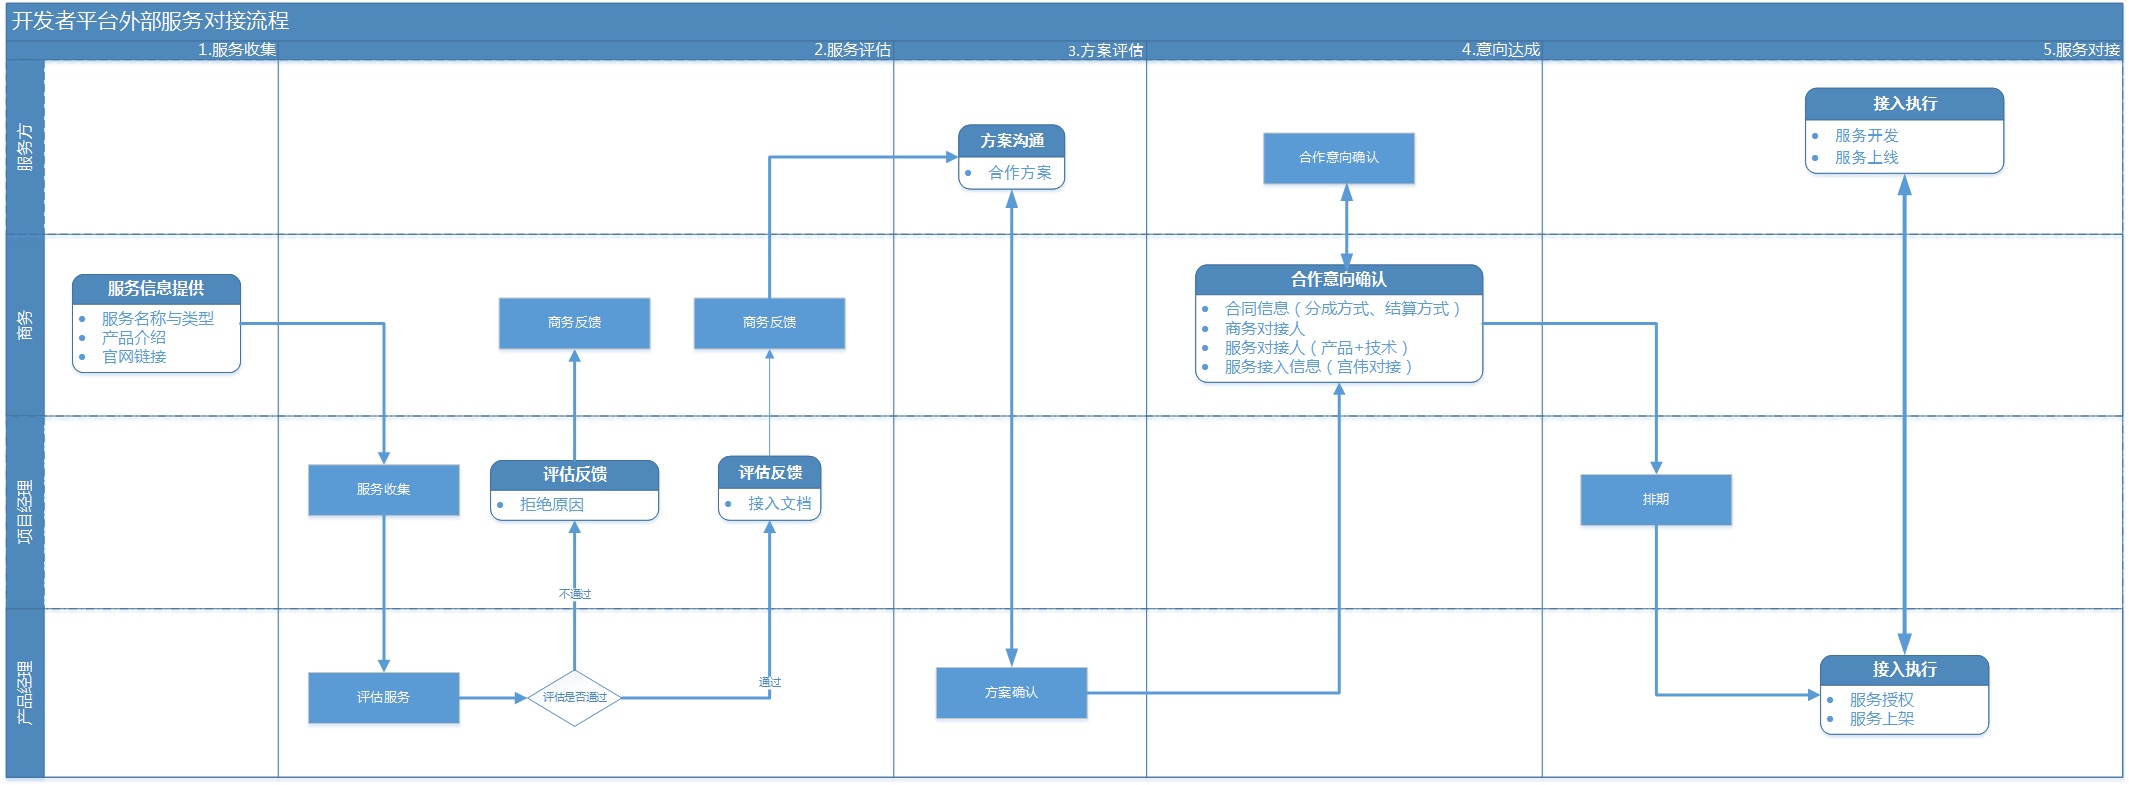 开发者平台外部服务对接流程
1.服务收集
2.服务评估
3.方案评估
4.意向达成
5.服务对接
服务方
方案沟通
合作方案
合作意向确认
接入执行
服务开发
服务上线
商务
服务信息提供
服务名称与类型
产品介绍
官网链接
商务反馈
商务反馈
合作意向确认
合同信息（分成方式、结算方式）
商务对接人
服务对接人（产品+技术）
服务接入信息（宫伟对接）
项目经理
服务收集
评估反馈
拒绝原因
评估反馈
接入文档
排期
不通过
通过
产品经理
评估服务
评估是否通过
方案确认
接入执行
服务授权
服务上架